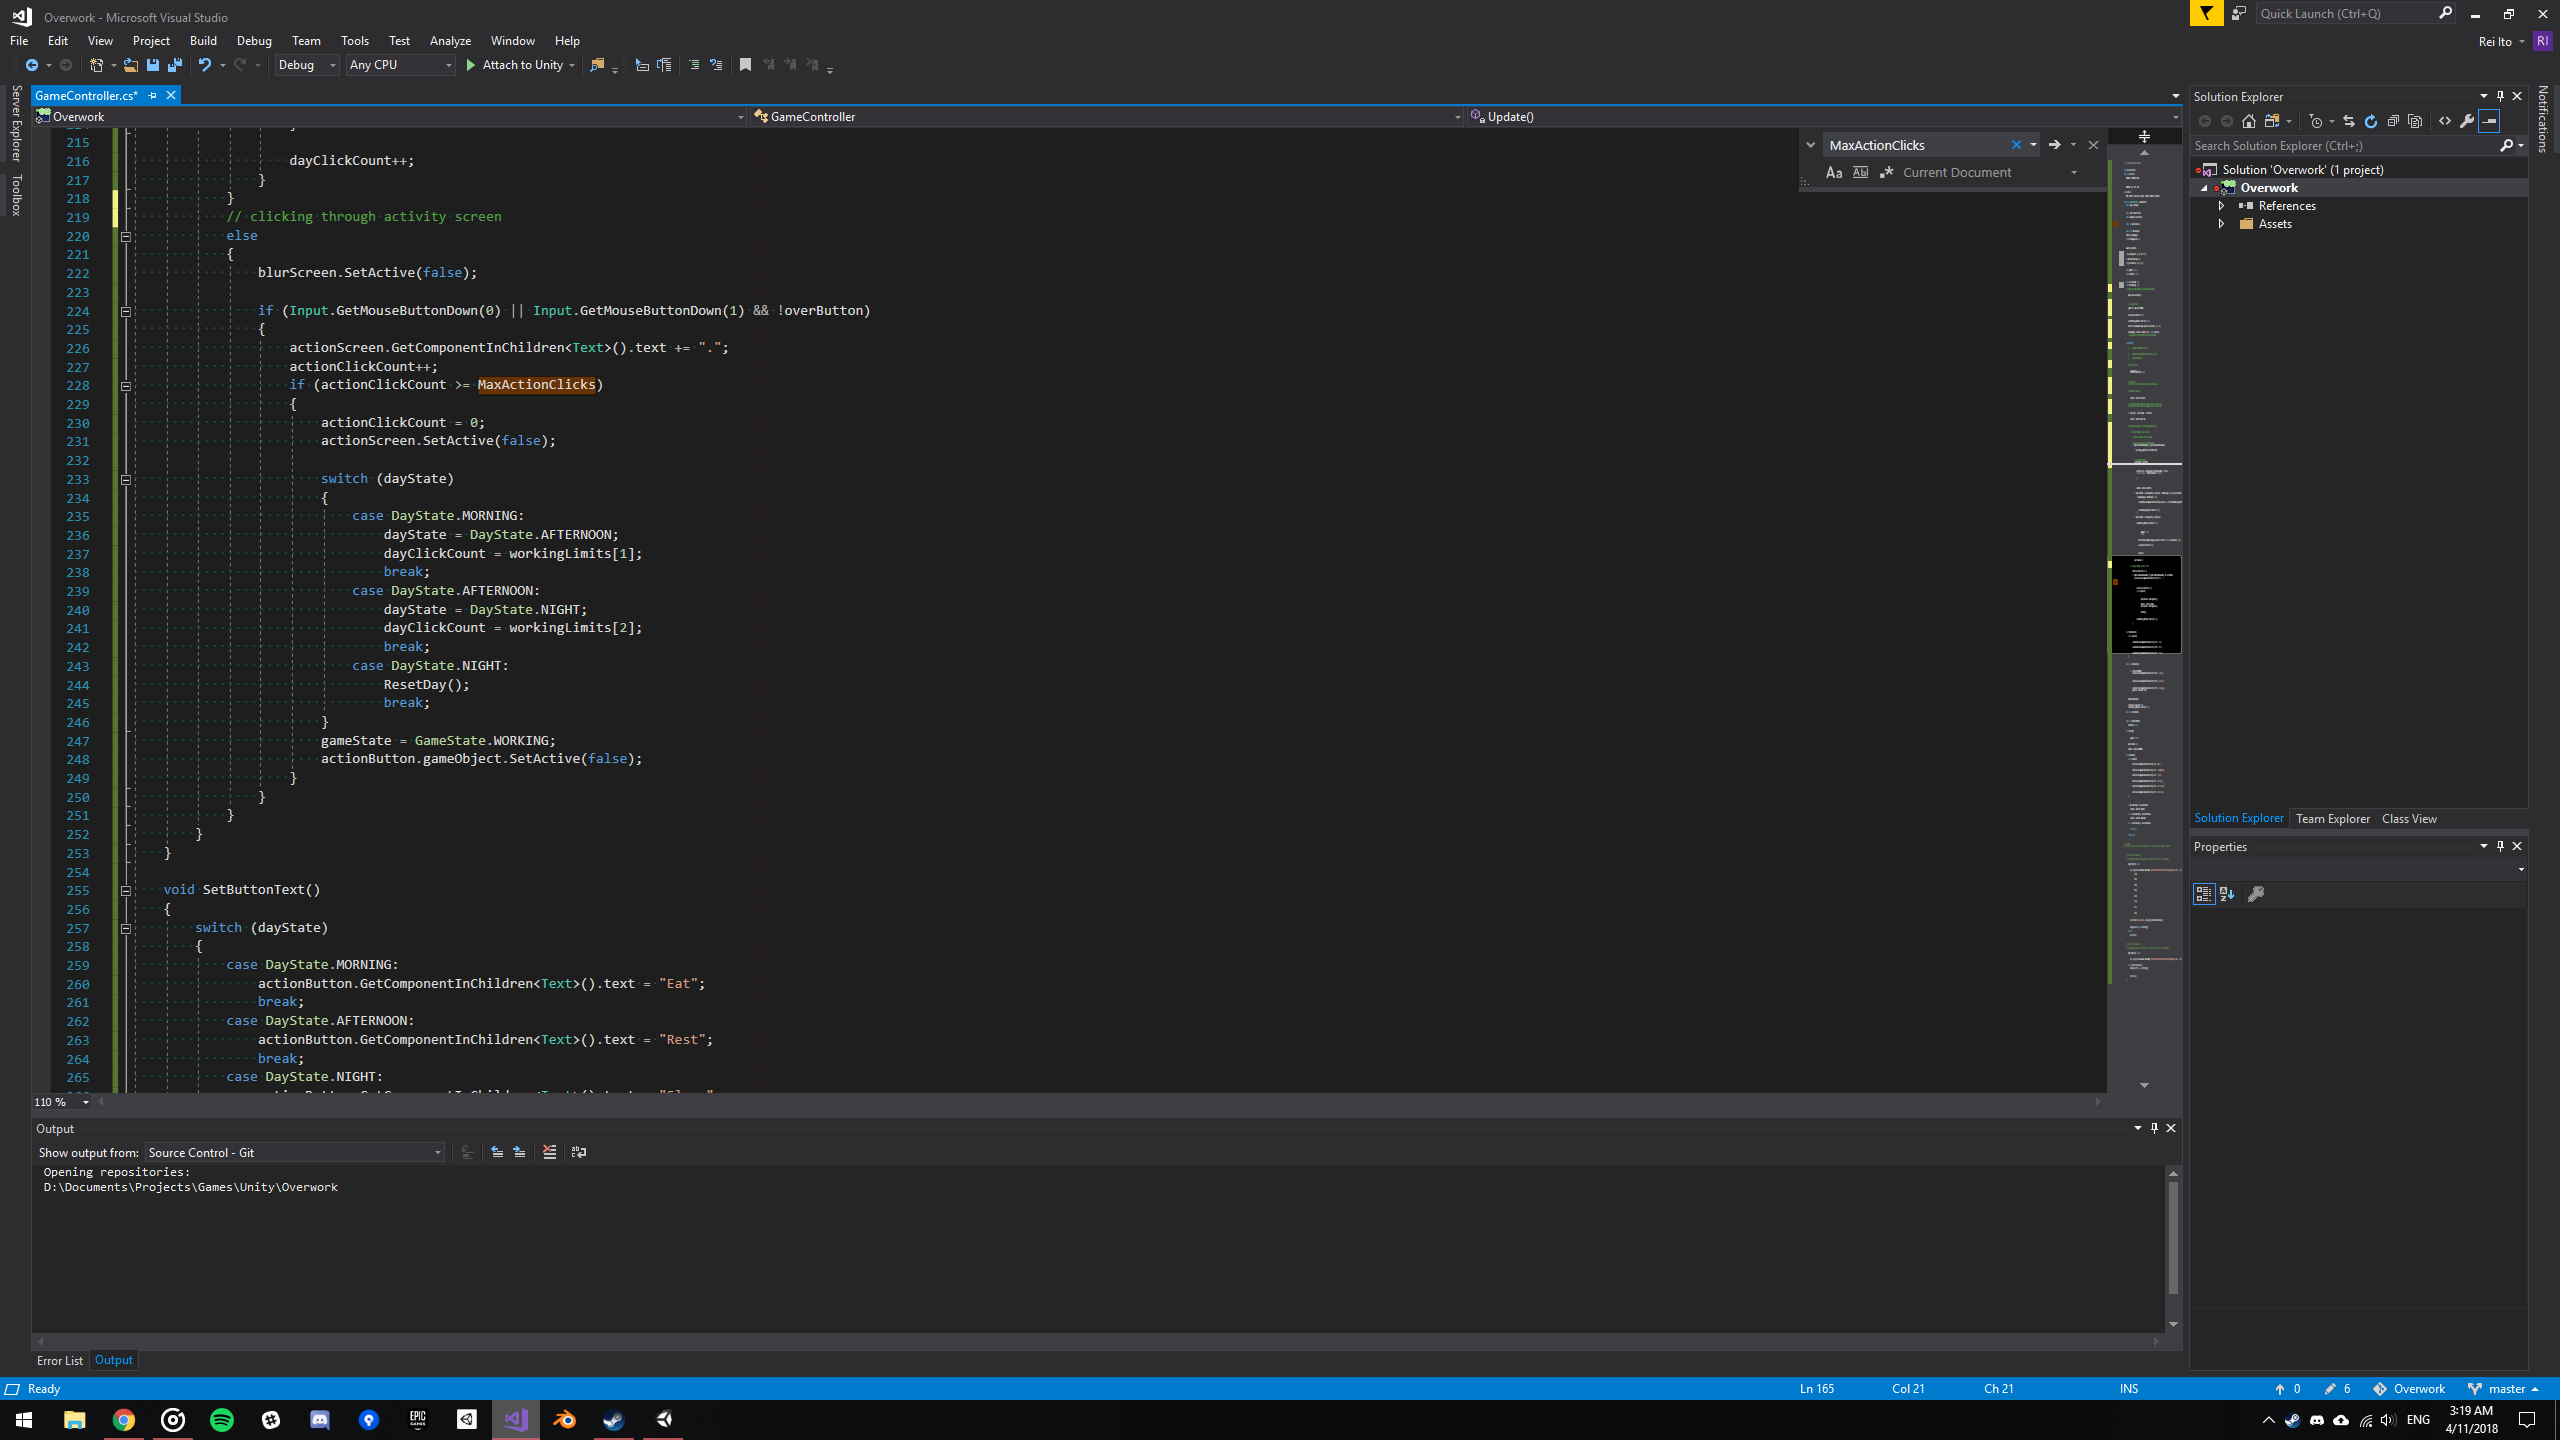 Overwork - Microsoft Visual Studio
Quick Launch (Ctrl+Q)
File Edit View Project Build Debug Team Tools Test Analyze Window Help
Rei Ito RI
Debug Any CPU Attach to Unity
Server Explorer
Toolbox
Notifications
GameController.cs*
Overwork GameController Update()
MaxActionClicks
Current Document
215
216 dayClickCount++;
217 }
218 }
219 // clicking through activity screen
220 else
221 {
222 blurScreen.SetActive(false);
223
224 if (Input.GetMouseButtonDown(0) || Input.GetMouseButtonDown(1) && !overButton)
225 {
226 actionScreen.GetComponentInChildren<Text>().text += ".";
227 actionClickCount++;
228 if (actionClickCount >= MaxActionClicks)
229 {
230 actionClickCount = 0;
231 actionScreen.SetActive(false);
232
233 switch (dayState)
234 {
235 case DayState.MORNING:
236 dayState = DayState.AFTERNOON;
237 dayClickCount = workingLimits[1];
238 break;
239 case DayState.AFTERNOON:
240 dayState = DayState.NIGHT;
241 dayClickCount = workingLimits[2];
242 break;
243 case DayState.NIGHT:
244 ResetDay();
245 break;
246 }
247 gameState = GameState.WORKING;
248 actionButton.gameObject.SetActive(false);
249 }
250 }
251 }
252 }
253 }
254
255 void SetButtonText()
256 {
257 switch (dayState)
258 {
259 case DayState.MORNING:
260 actionButton.GetComponentInChildren<Text>().text = "Eat";
261 break;
262 case DayState.AFTERNOON:
263 actionButton.GetComponentInChildren<Text>().text = "Rest";
264 break;
265 case DayState.NIGHT:
110 %
Solution Explorer
Search Solution Explorer (Ctrl+;)
Solution 'Overwork' (1 project)
Overwork
References
Assets
Solution Explorer Team Explorer Class View
Properties
Output
Show output from: Source Control - Git
Opening repositories:
D:\Documents\Projects\Games\Unity\Overwork
Error List Output
Ready Ln 165 Col 21 Ch 21 INS 0 6 Overwork master
EPIC GAMES
ENG
3:19 AM
4/11/2018